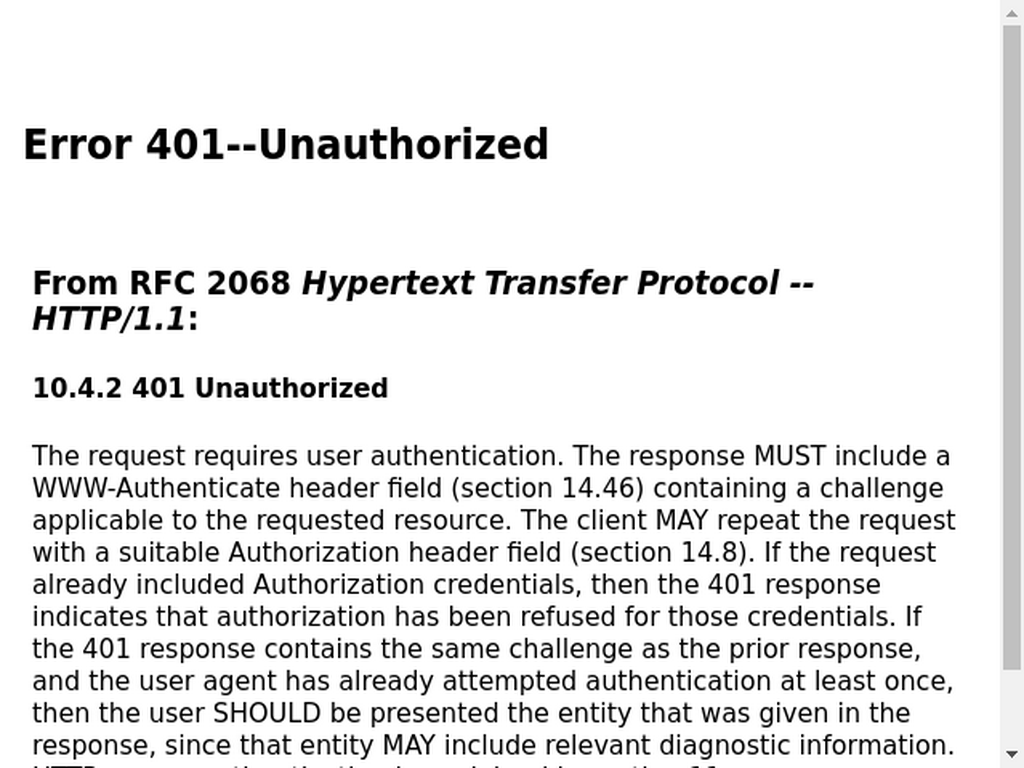 Error 401--Unauthorized
From RFC 2068 Hypertext Transfer Protocol --
HTTP/1.1:
10.4.2 401 Unauthorized
The request requires user authentication. The response MUST include a
WWW-Authenticate header field (section 14.46) containing a challenge
applicable to the requested resource. The client MAY repeat the request
with a suitable Authorization header field (section 14.8). If the request
already included Authorization credentials, then the 401 response
indicates that authorization has been refused for those credentials. If
the 401 response contains the same challenge as the prior response,
and the user agent has already attempted authentication at least once,
then the user SHOULD be presented the entity that was given in the
response, since that entity MAY include relevant diagnostic information.